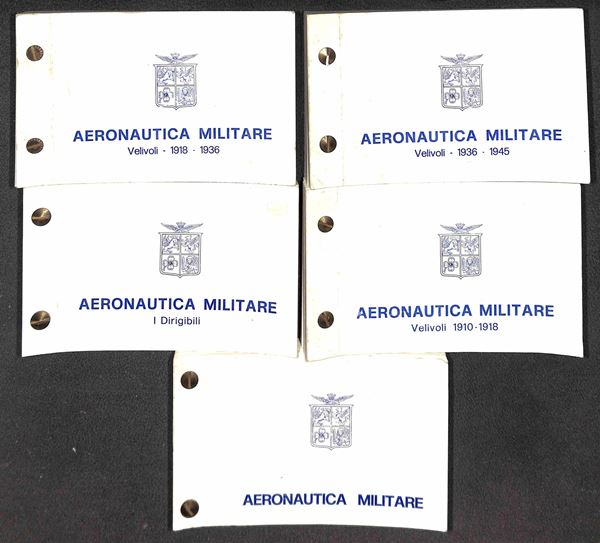 AERONAUTICA MILITARE
Velivoli - 1918 - 1936
AERONAUTICA MILITARE
Velivoli - 1936 - 1945
AERONAUTICA MILITARE
I Dirigibili
AERONAUTICA MILITARE
Velivoli 1910-1918
AERONAUTICA MILITARE